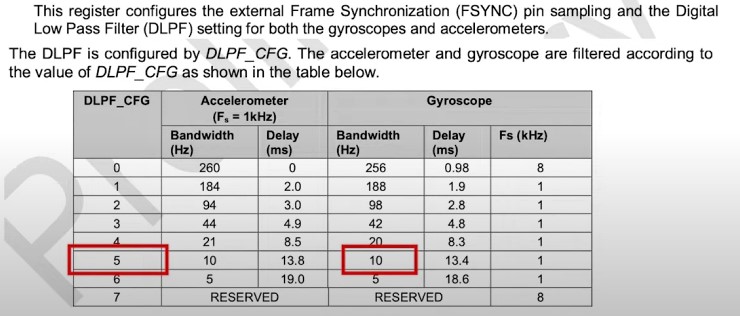 This register configures the external Frame Synchronization (FSYNC) pin sampling and the Digital
Low Pass Filter (DLPF) setting for both the gyroscopes and accelerometers.
The DLPF is configured by DLPF_CFG. The accelerometer and gyroscope are filtered according to
the value of DLPF_CFG as shown in the table below.
DLPF_CFG Accelerometer Gyroscope
(Fs = 1kHz)
Bandwidth Delay Bandwidth Delay Fs (kHz)
(Hz) (ms) (Hz) (ms)
0 260 0 256 0.98 8
1 184 2.0 188 1.9 1
2 94 3.0 98 2.8 1
3 44 4.9 42 4.8 1
4 21 8.5 20 8.3 1
5 10 13.8 10 13.4 1
6 5 19.0 5 18.6 1
7 RESERVED RESERVED 8